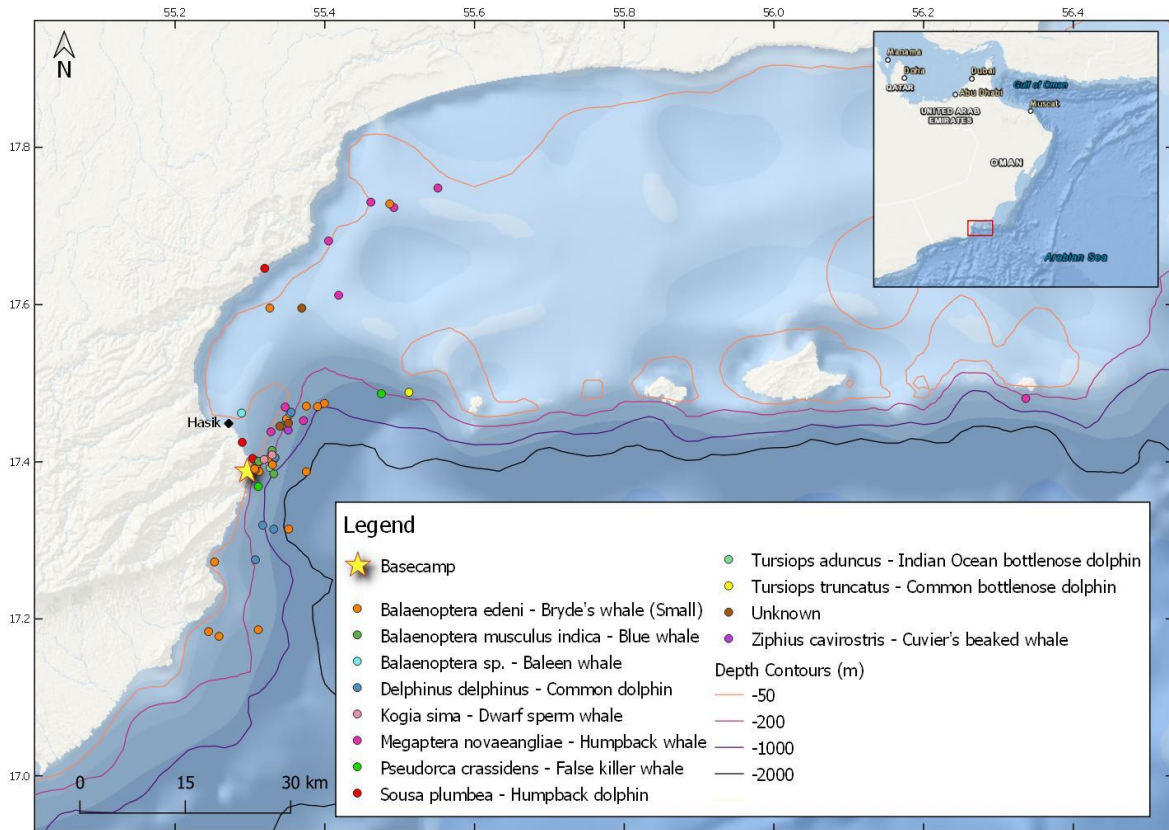 55.2 55.4 55.6 55.8 56.0 56.2 56.4
N
17.8
17.6
17.4
17.2
17.0
Manama
Doha
QATAR
Dubai
Abu Dhabi
UNITED ARAB
EMIRATES
Gulf of Oman
Muscat
OMAN
Arabian Sea
Hasik
0 15 30 km
Legend
Basecamp
Balaenoptera edeni - Bryde's whale (Small)
Balaenoptera musculus indica - Blue whale
Balaenoptera sp. - Baleen whale
Delphinus delphinus - Common dolphin
Kogia sima - Dwarf sperm whale
Megaptera novaeangliae - Humpback whale
Pseudorca crassidens - False killer whale
Sousa plumbea - Humpback dolphin
Tursiops aduncus - Indian Ocean bottlenose dolphin
Tursiops truncatus - Common bottlenose dolphin
Unknown
Ziphius cavirostris - Cuvier's beaked whale
Depth Contours (m)
-50
-200
-1000
-2000